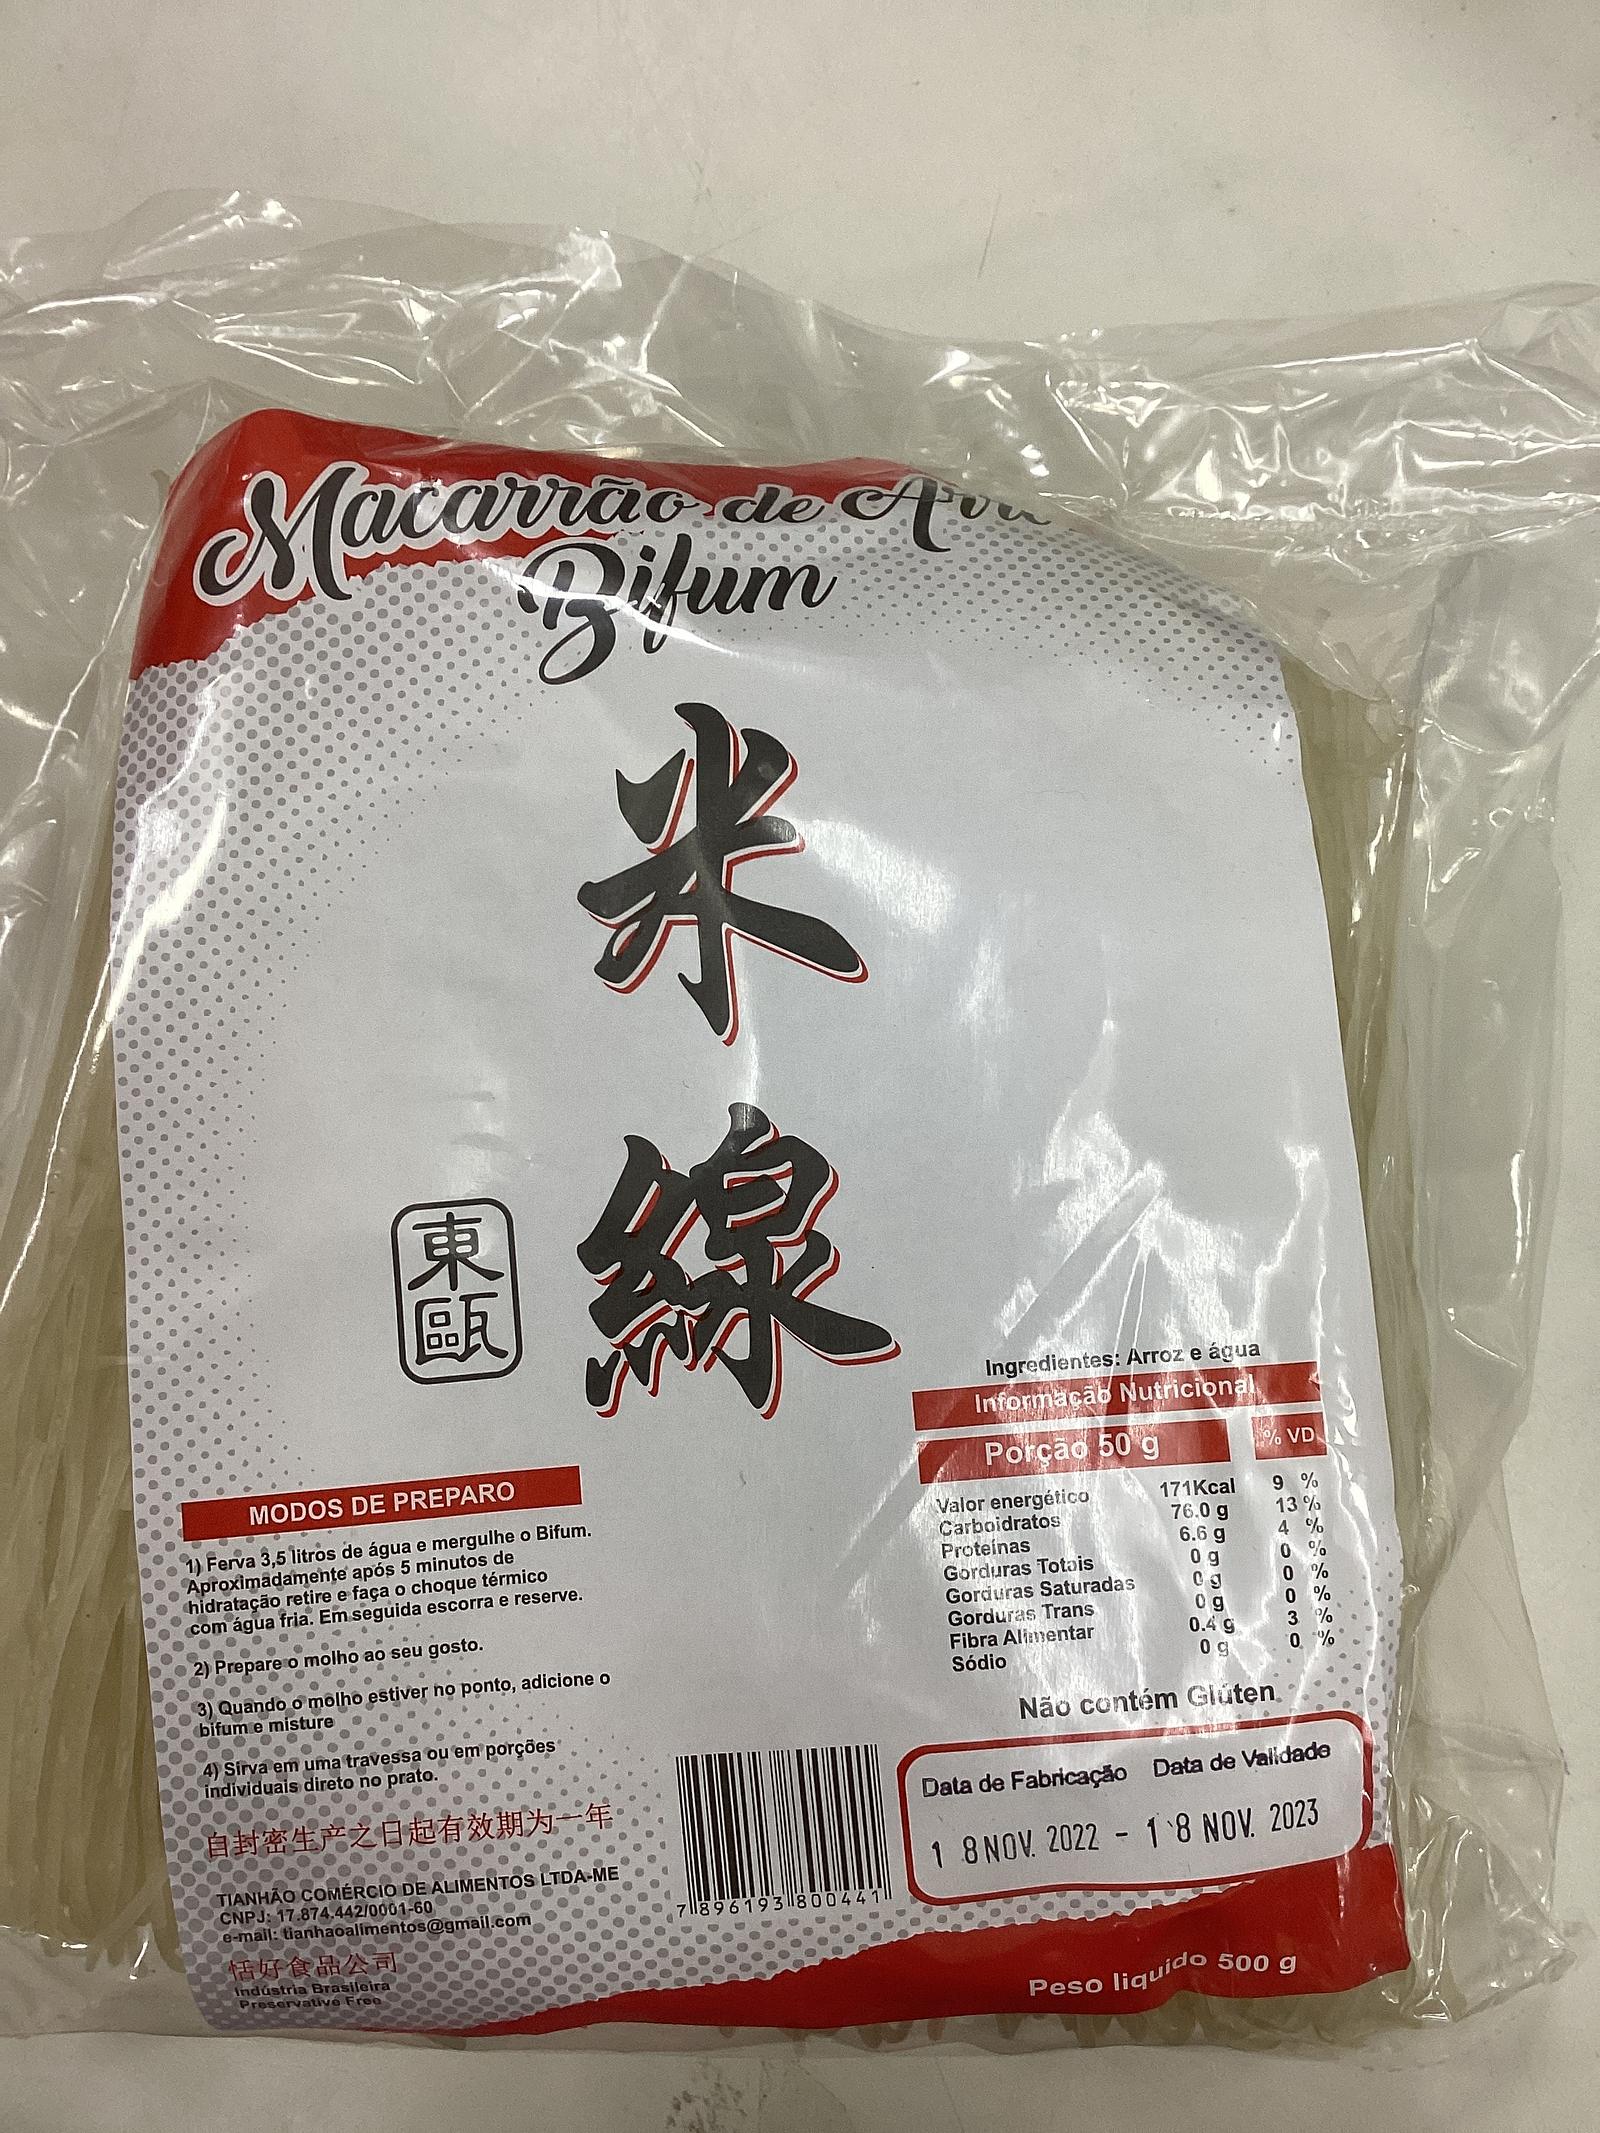 Macarrão de
Bifum
米
線
東
甌
Ingredientes: Arroz e água
Informação Nutricional
Porção 50 g % VD
Valor energético 171Kcal 9 %
Carboidratos 76.0 g 13 %
Proteínas 6.6 g 4 %
Gorduras Totais 0 g 0 %
Gorduras Saturadas 0 g 0 %
Gorduras Trans 0 g 0 %
Fibra Alimentar 0.4 g 3 %
Sódio 0 g 0 %
Não contém Glúten
MODOS DE PREPARO
1) Ferva 3,5 litros de água e mergulhe o Bifum.
Aproximadamente após 5 minutos de
hidratação retire e faça o choque térmico
com água fria. Em seguida escorra e reserve.
2) Prepare o molho ao seu gosto.
3) Quando o molho estiver no ponto, adicione o
bifum e misture
4) Sirva em uma travessa ou em porções
individuais direto no prato.
自封密生产之日起有效期为一年
TIANHÃO COMÉRCIO DE ALIMENTOS LTDA-ME
CNPJ: 17.874.442/0001-60
e-mail: tianhaoalimentos@gmail.com
恬好食品公司
Indústria Brasileira
Preservative Free
7 896193 800441
Data de Fabricação Data de Validade
18 NOV. 2022 - 18 NOV. 2023
Peso liquido 500 g